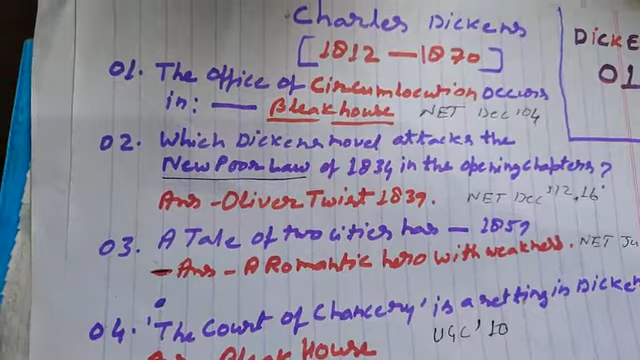 Charles Dickens
[1812 – 1870]
DICKE
01
01. The Office of Circumlocution occurs
in: — Bleak house NET Dec'04
02. Which Dickens novel attacks the
New Poor Law of 1834 in the opening chapters?
Ans - Oliver Twist 1839. NET Dec'12, 16'
03. A Tale of two cities has — 1859
- Ans - A Romantic hero with weakness. NET Ju
04. 'The Court of Chancery' is a setting in Dicken
UGC'10
Bleak House